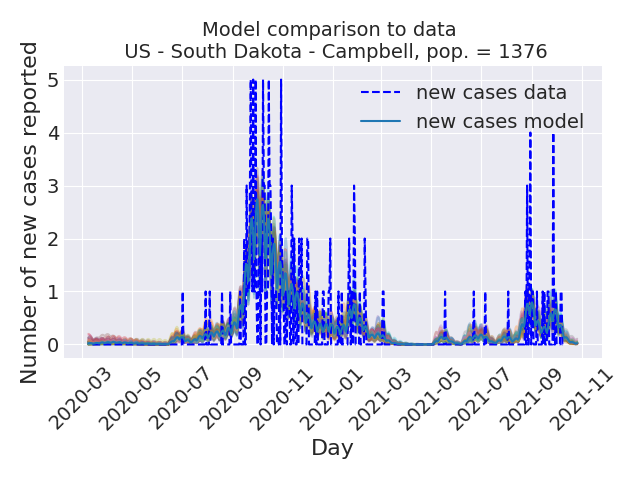 Model comparison to data
US - South Dakota - Campbell, pop. = 1376
Number of new cases reported
5
4
3
2
1
0
new cases data
new cases model
2020-03
2020-05
2020-07
2020-09
2020-11
2021-01
2021-03
2021-05
2021-07
2021-09
2021-11
Day